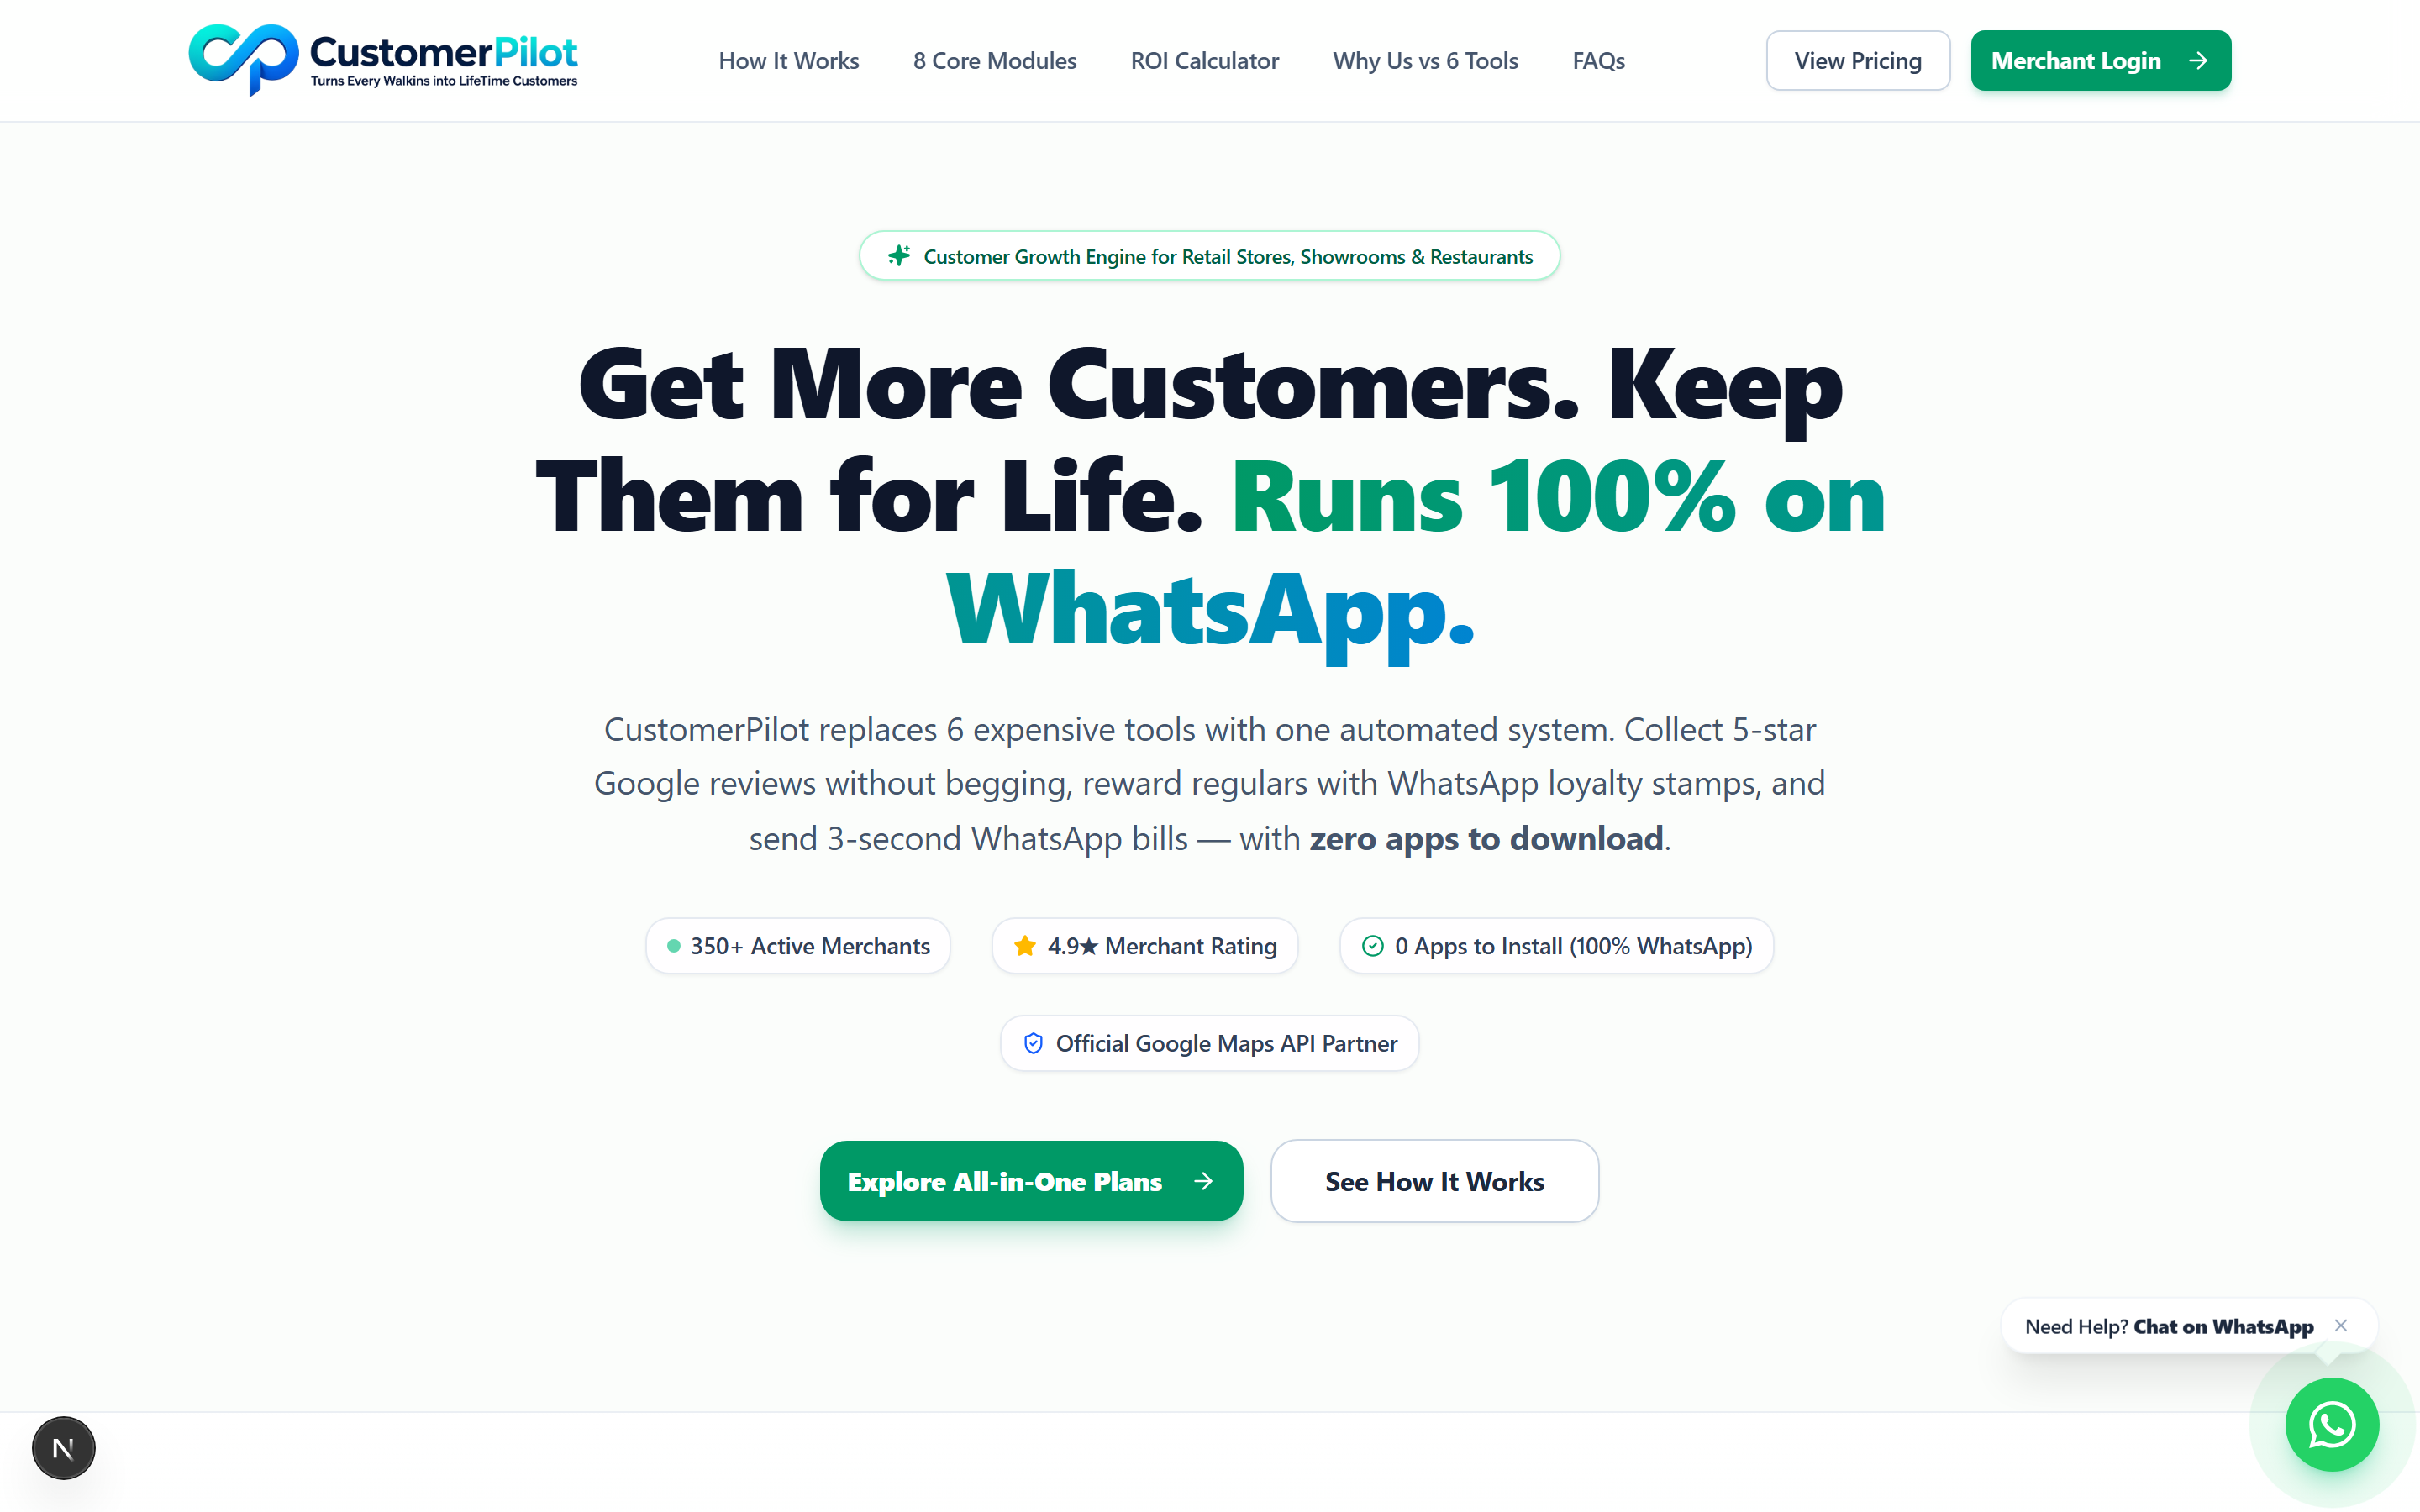 CustomerPilot
Turns Every Walkins into LifeTime Customers
How It Works
8 Core Modules
ROI Calculator
Why Us vs 6 Tools
FAQs
View Pricing
Merchant Login
Customer Growth Engine for Retail Stores, Showrooms & Restaurants
Get More Customers. Keep
Them for Life. Runs 100% on
WhatsApp.
CustomerPilot replaces 6 expensive tools with one automated system. Collect 5-star
Google reviews without begging, reward regulars with WhatsApp loyalty stamps, and
send 3-second WhatsApp bills — with zero apps to download.
350+ Active Merchants
4.9★ Merchant Rating
0 Apps to Install (100% WhatsApp)
Official Google Maps API Partner
Explore All-in-One Plans
See How It Works
Need Help? Chat on WhatsApp
N